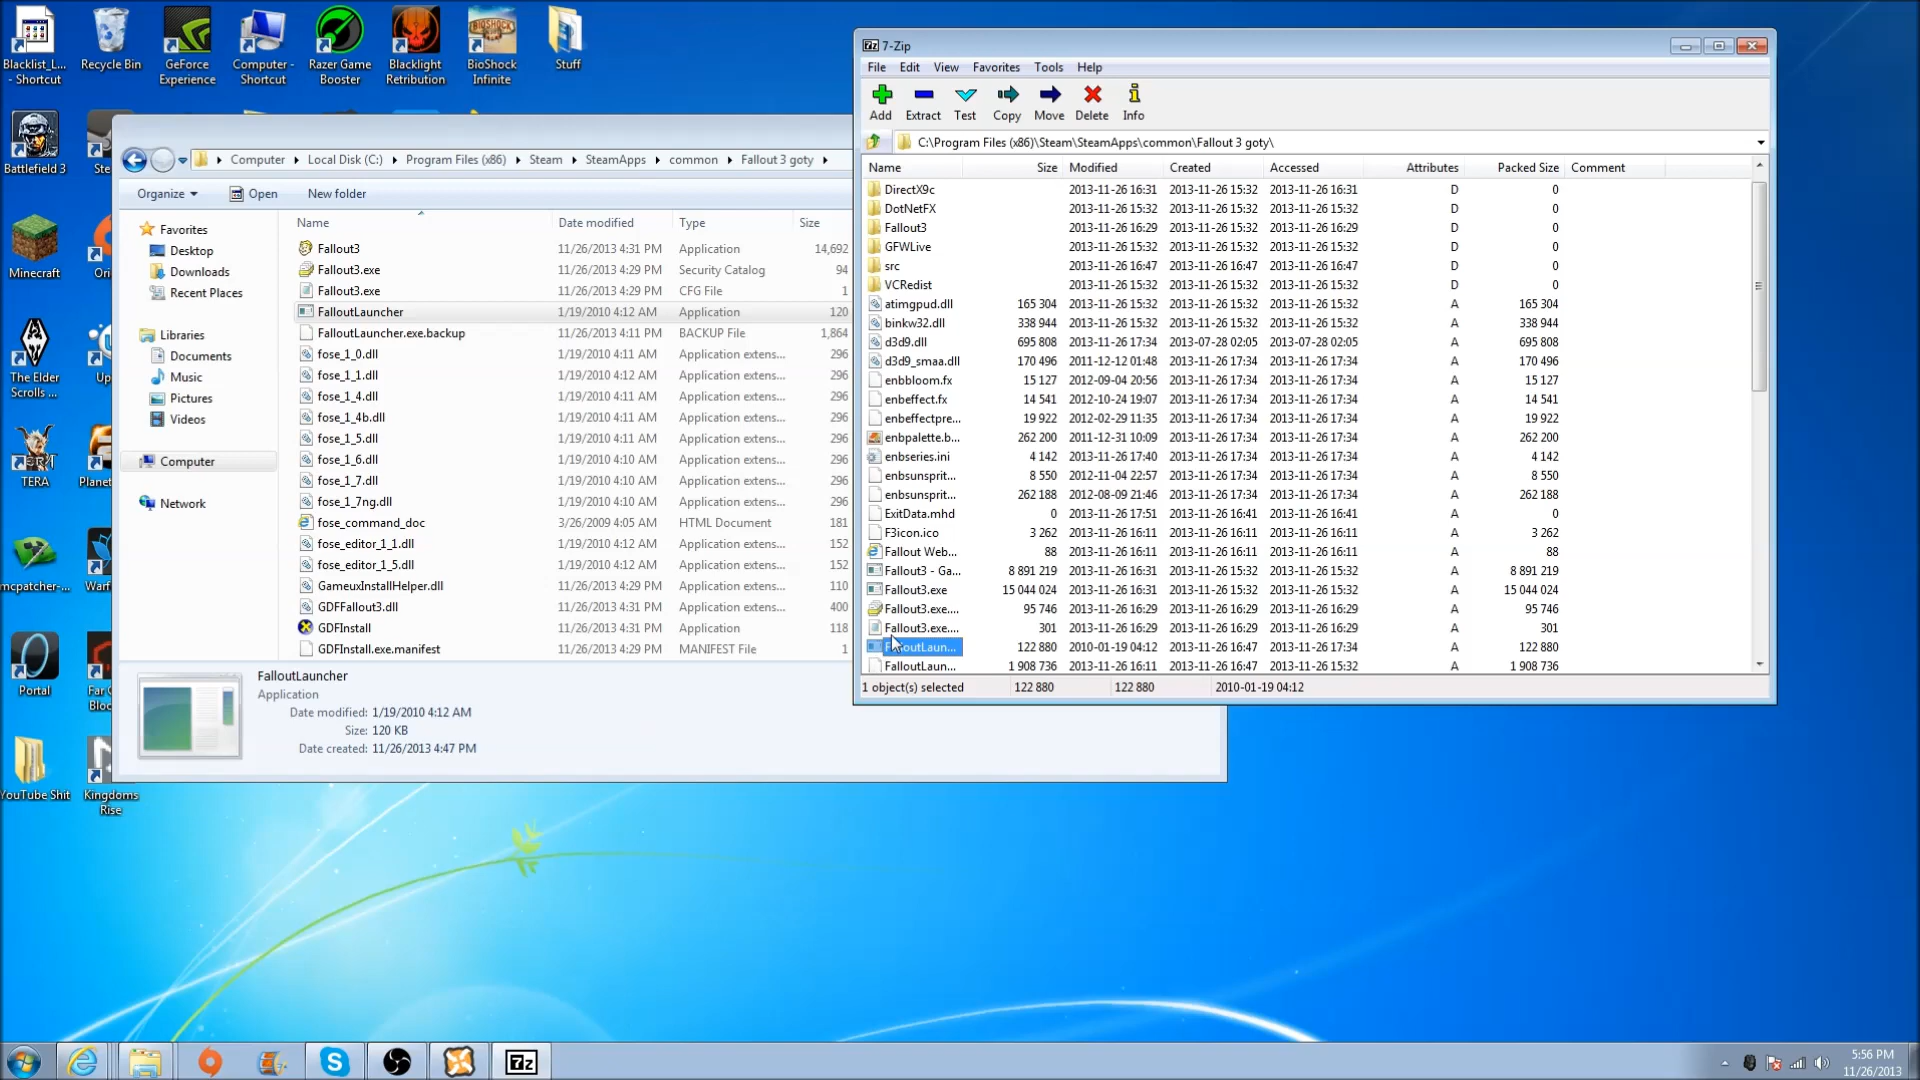 Blacklist_L...
- Shortcut
Recycle Bin
GeForce
Experience
Computer -
Shortcut
Razer Game
Booster
Blacklight
Retribution
BioShock
Infinite
Stuff
Battlefield 3
Minecraft
The Elder
Scrolls ...
TERA
mcpatcher-...
Portal
YouTube Shit
Ste
Ori
Up
Planet
Warf
Far C
Bloo
Kingdoms
Rise
Computer
Local Disk (C:)
Program Files (x86)
Steam
SteamApps
common
Fallout 3 goty
Organize
Open
New folder
Favorites
Desktop
Downloads
Recent Places
Libraries
Documents
Music
Pictures
Videos
Computer
Network
Name Date modified Type Size
Fallout3 11/26/2013 4:31 PM Application 14,692
Fallout3.exe 11/26/2013 4:29 PM Security Catalog 94
Fallout3.exe 11/26/2013 4:29 PM CFG File 1
FalloutLauncher 1/19/2010 4:12 AM Application 120
FalloutLauncher.exe.backup 11/26/2013 4:11 PM BACKUP File 1,864
fose_1_0.dll 1/19/2010 4:11 AM Application extens... 296
fose_1_1.dll 1/19/2010 4:12 AM Application extens... 296
fose_1_4.dll 1/19/2010 4:11 AM Application extens... 296
fose_1_4b.dll 1/19/2010 4:11 AM Application extens... 296
fose_1_5.dll 1/19/2010 4:11 AM Application extens... 296
fose_1_6.dll 1/19/2010 4:10 AM Application extens... 296
fose_1_7.dll 1/19/2010 4:10 AM Application extens... 296
fose_1_7ng.dll 1/19/2010 4:10 AM Application extens... 296
fose_command_doc 3/26/2009 4:05 AM HTML Document 181
fose_editor_1_1.dll 1/19/2010 4:12 AM Application extens... 152
fose_editor_1_5.dll 1/19/2010 4:12 AM Application extens... 152
GameuxInstallHelper.dll 11/26/2013 4:29 PM Application extens... 110
GDFFallout3.dll 11/26/2013 4:31 PM Application extens... 400
GDFInstall 11/26/2013 4:29 PM Application 118
GDFInstall.exe.manifest 11/26/2013 4:29 PM MANIFEST File 1
FalloutLauncher
Application
Date modified: 1/19/2010 4:12 AM
Size: 120 KB
Date created: 11/26/2013 4:47 PM
7z 7-Zip
File Edit View Favorites Tools Help
Add Extract Test Copy Move Delete Info
C:\Program Files (x86)\Steam\SteamApps\common\Fallout 3 goty\
Name Size Modified Created Accessed Attributes Packed Size Comment
DirectX9c 2013-11-26 16:31 2013-11-26 15:32 2013-11-26 16:31 D 0
DotNetFX 2013-11-26 15:32 2013-11-26 15:32 2013-11-26 15:32 D 0
Fallout3 2013-11-26 16:29 2013-11-26 15:32 2013-11-26 16:29 D 0
GFWLive 2013-11-26 15:32 2013-11-26 15:32 2013-11-26 15:32 D 0
src 2013-11-26 16:47 2013-11-26 16:47 2013-11-26 16:47 D 0
VCRedist 2013-11-26 15:32 2013-11-26 15:32 2013-11-26 15:32 D 0
atimgpud.dll 165 304 2013-11-26 15:32 2013-11-26 15:32 2013-11-26 15:32 A 165 304
binkw32.dll 338 944 2013-11-26 15:32 2013-11-26 15:32 2013-11-26 15:32 A 338 944
d3d9.dll 695 808 2013-11-26 17:34 2013-07-28 02:05 2013-07-28 02:05 A 695 808
d3d9_smaa.dll 170 496 2011-12-12 01:48 2013-11-26 17:34 2013-11-26 17:34 A 170 496
enbbloom.fx 15 127 2012-09-04 20:56 2013-11-26 17:34 2013-11-26 17:34 A 15 127
enbeffect.fx 14 541 2012-10-24 19:07 2013-11-26 17:34 2013-11-26 17:34 A 14 541
enbeffectpre... 19 922 2012-02-29 11:35 2013-11-26 17:34 2013-11-26 17:34 A 19 922
enbpalette.b... 262 200 2011-12-31 10:09 2013-11-26 17:34 2013-11-26 17:34 A 262 200
enbseries.ini 4 142 2013-11-26 17:40 2013-11-26 17:34 2013-11-26 17:34 A 4 142
enbsunsprit... 8 550 2012-11-04 22:57 2013-11-26 17:34 2013-11-26 17:34 A 8 550
enbsunsprit... 262 188 2012-08-09 21:46 2013-11-26 17:34 2013-11-26 17:34 A 262 188
ExitData.mhd 0 2013-11-26 17:51 2013-11-26 16:41 2013-11-26 16:41 A 0
F3icon.ico 3 262 2013-11-26 16:11 2013-11-26 16:11 2013-11-26 16:11 A 3 262
Fallout Web... 88 2013-11-26 16:11 2013-11-26 16:11 2013-11-26 16:11 A 88
Fallout3 - Ga... 8 891 219 2013-11-26 16:31 2013-11-26 15:32 2013-11-26 15:32 A 8 891 219
Fallout3.exe 15 044 024 2013-11-26 16:31 2013-11-26 15:32 2013-11-26 15:32 A 15 044 024
Fallout3.exe.... 95 746 2013-11-26 16:29 2013-11-26 16:29 2013-11-26 16:29 A 95 746
Fallout3.exe.... 301 2013-11-26 16:29 2013-11-26 16:29 2013-11-26 16:29 A 301
FalloutLaun... 122 880 2010-01-19 04:12 2013-11-26 16:47 2013-11-26 17:34 A 122 880
FalloutLaun... 1 908 736 2013-11-26 16:11 2013-11-26 16:11 2013-11-26 15:32 A 1 908 736
1 object(s) selected 122 880 122 880 2010-01-19 04:12
7z
5:56 PM
11/26/2013